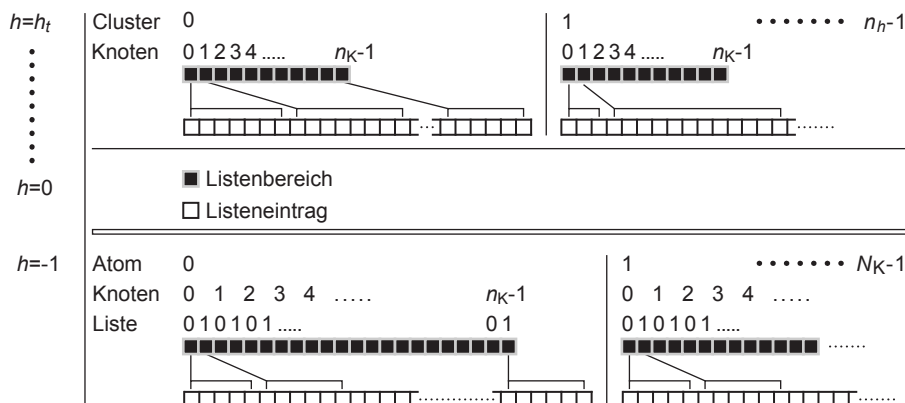 h=ht Cluster 0 1 ....... nh-1
Knoten 0 1 2 3 4 ..... nK-1 0 1 2 3 4 ..... nK-1
h=0
Listenbereich
Listeneintrag
h=-1 Atom 0 1 ....... NK-1
Knoten 0 1 2 3 4 ..... nK-1 0 1 2 3 4 .....
Liste 0 1 0 1 0 1 ..... 0 1 0 1 0 1 0 1 .....